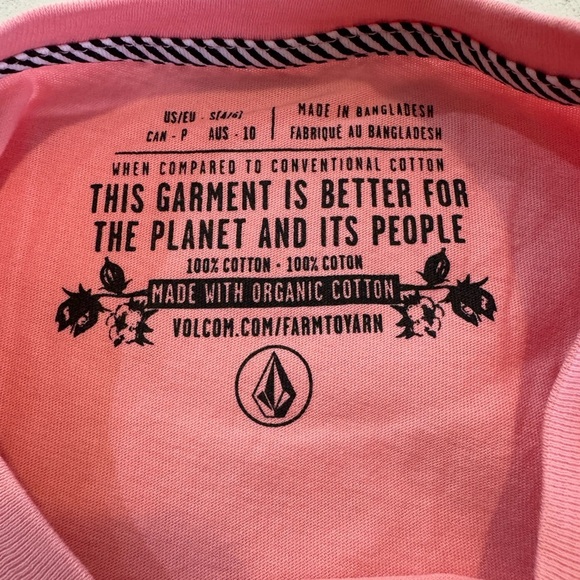 US/EU - S[4/6] MADE IN BANGLADESH
CAN - P AUS - 10 FABRIQUÉ AU BANGLADESH
WHEN COMPARED TO CONVENTIONAL COTTON
THIS GARMENT IS BETTER FOR
THE PLANET AND ITS PEOPLE
100% COTTON - 100% COTON
MADE WITH ORGANIC COTTON
VOLCOM.COM/FARMTOYARN